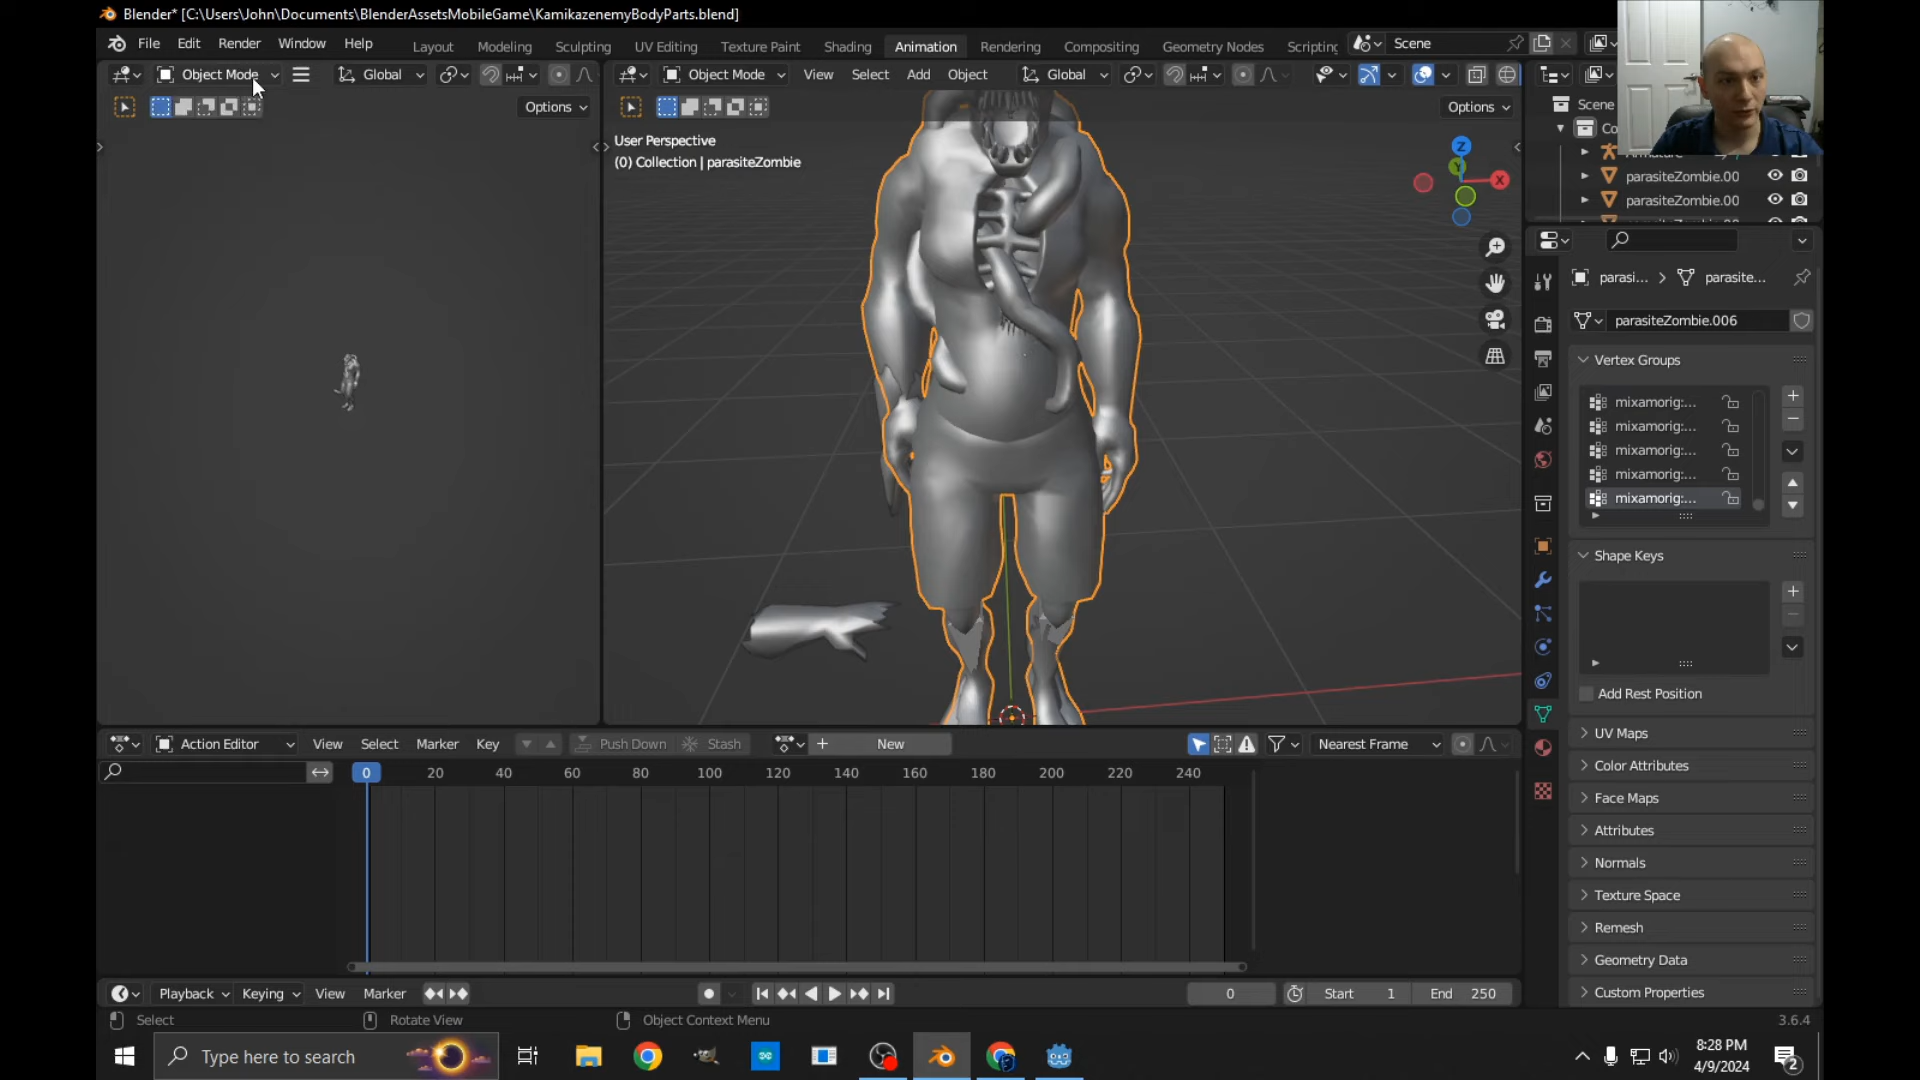 Blender* [C:\Users\John\Documents\BlenderAssetsMobileGame\KamikazenemyBodyParts.blend]
File Edit Render Window Help Layout Modeling Sculpting UV Editing Texture Paint Shading Animation Rendering Compositing Geometry Nodes Scripting Scene
Object Mode Global Object Mode View Select Add Object Global
Options Options
Scene
User Perspective
(0) Collection | parasiteZombie
parasiteZombie.00
parasiteZombie.00
Z
Y
X
parasi... parasite...
parasiteZombie.006
Vertex Groups
mixamorig:...
mixamorig:...
mixamorig:...
mixamorig:...
mixamorig:...
Shape Keys
Add Rest Position
UV Maps
Color Attributes
Face Maps
Attributes
Normals
Texture Space
Remesh
Geometry Data
Custom Properties
Action Editor View Select Marker Key Push Down Stash New Nearest Frame
0 20 40 60 80 100 120 140 160 180 200 220 240
Playback Keying View Marker 0 Start 1 End 250
Select Rotate View Object Context Menu 3.6.4
Type here to search
8:28 PM
4/9/2024
2